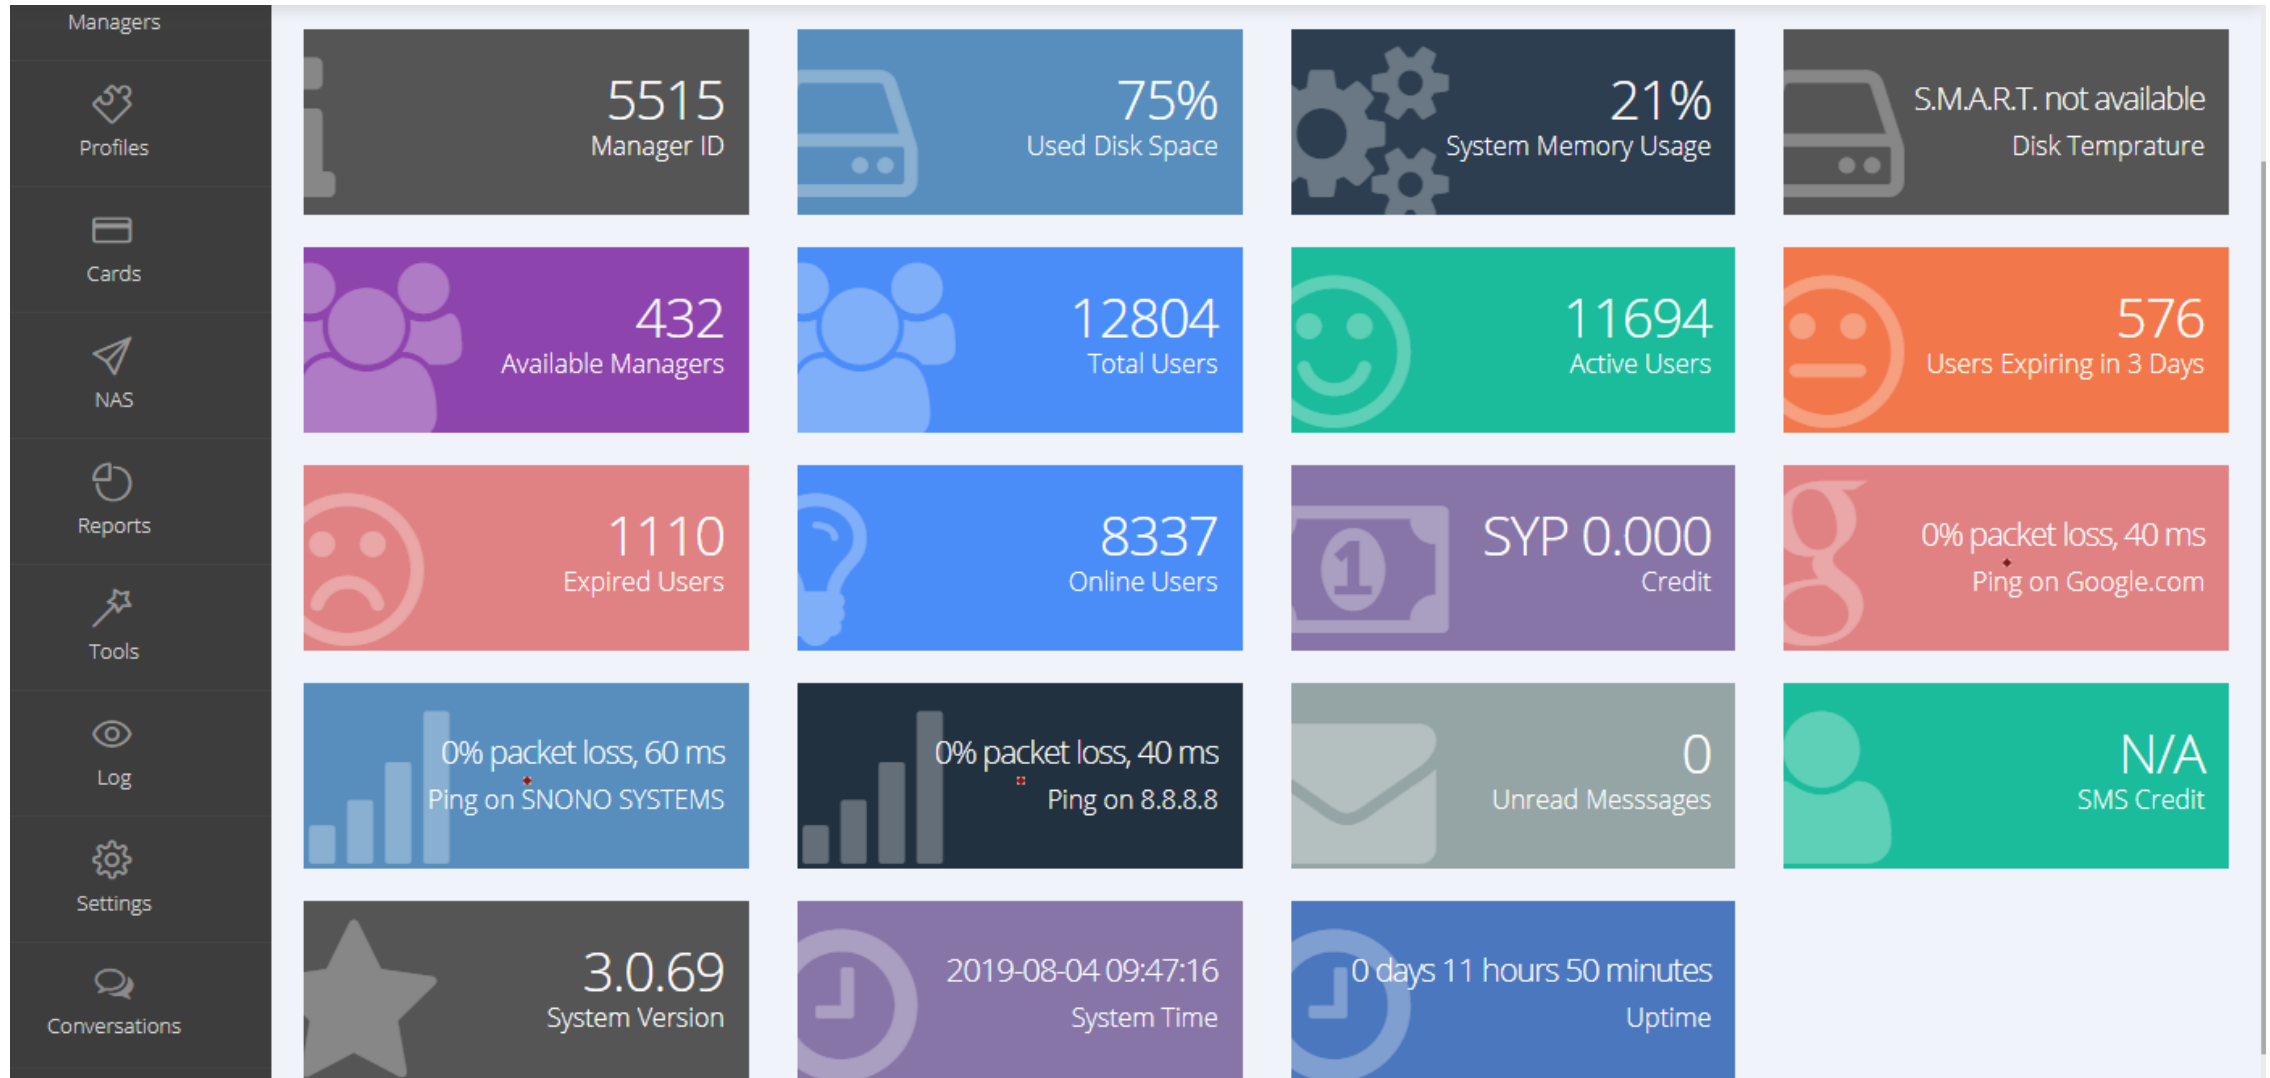 Managers
Profiles
Cards
NAS
Reports
Tools
Log
Settings
Conversations
5515
Manager ID
75%
Used Disk Space
21%
System Memory Usage
S.M.A.R.T. not available
Disk Temprature
432
Available Managers
12804
Total Users
11694
Active Users
576
Users Expiring in 3 Days
1110
Expired Users
8337
Online Users
SYP 0.000
Credit
0% packet loss, 40 ms
Ping on Google.com
0% packet loss, 60 ms
Ping on SNONO SYSTEMS
0% packet loss, 40 ms
Ping on 8.8.8.8
0
Unread Messsages
N/A
SMS Credit
3.0.69
System Version
2019-08-04 09:47:16
System Time
0 days 11 hours 50 minutes
Uptime